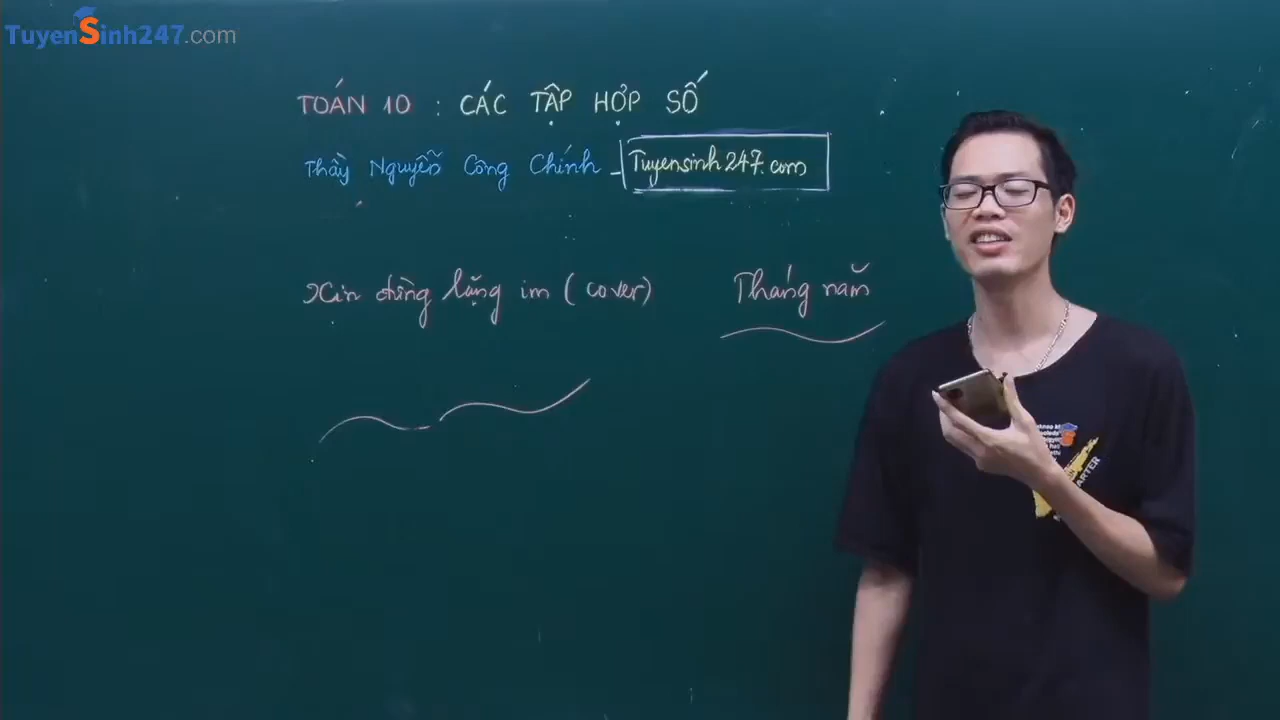 TuyenSinh247.com
TOÁN 10 : CÁC TẬP HỢP SỐ
Thầy Nguyễn Công Chính - Tuyensinh247.com
Xin đừng lặng im (cover) Tháng năm